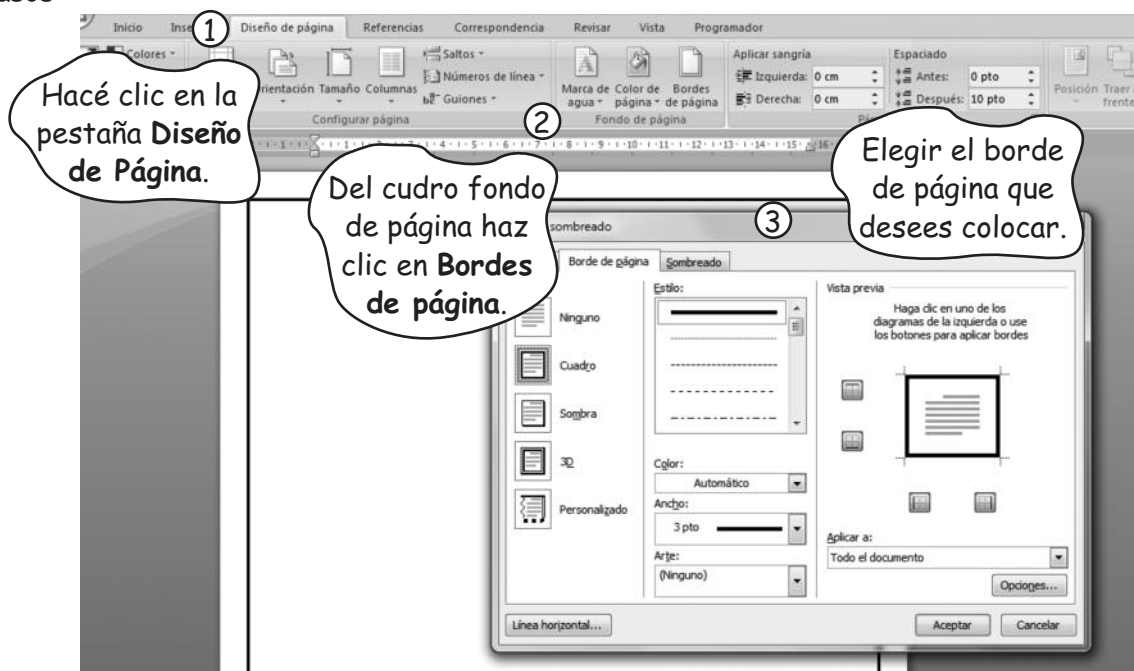 Inicio Diseño de página Referencias Correspondencia Revisar Vista Programador
1
Colores
Saltos
Números de línea
Guiones
Tamaño Columnas
Configurar página
Marca de agua
Color de página
Bordes de página
Fondo de página
Aplicar sangría
Izquierda: 0 cm
Derecha: 0 cm
Espaciado
Antes: 0 pto
Después: 10 pto
Posición
Hacé clic en la
pestaña Diseño
de Página.
2
Del cudro fondo
de página haz
clic en Bordes
de página.
3
Elegir el borde
de página que
desees colocar.
sombreado
Borde de página Sombreado
Ninguno
Cuadro
Sombra
3D
Personalizado
Estilo:
Color:
Automático
Ancho:
3 pto
Arte:
(Ninguno)
Vista previa
Haga clic en uno de los
diagramas de la izquierda o use
los botones para aplicar bordes
Aplicar a:
Todo el documento
Opciones...
Línea horizontal...
Aceptar Cancelar